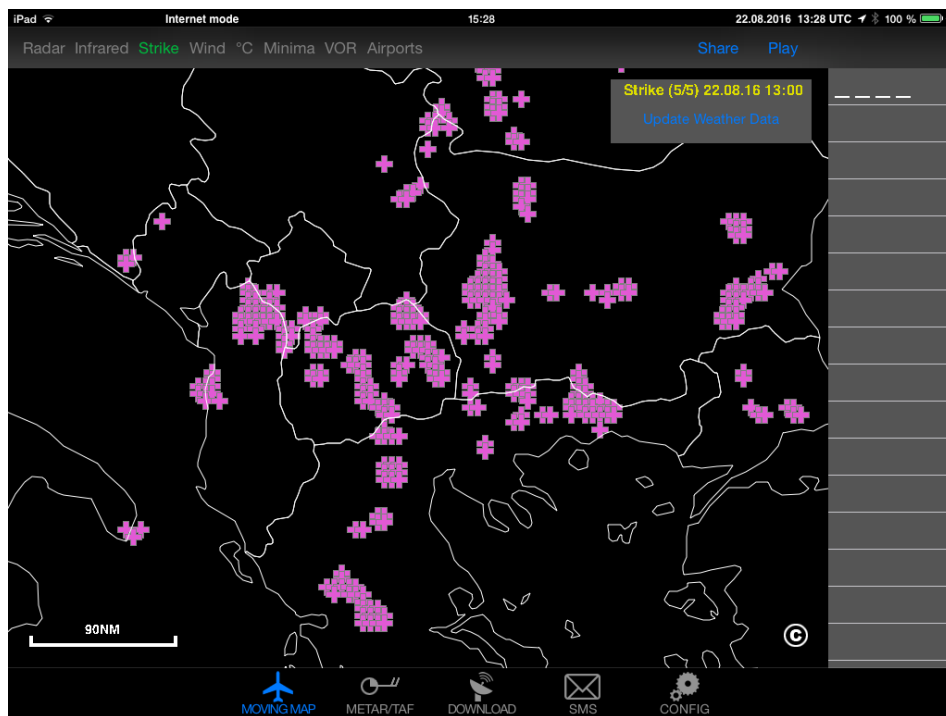 iPad Internet mode 15:28 22.08.2016 13:28 UTC 100 %
Radar Infrared Strike Wind °C Minima VOR Airports Share Play
Strike (5/5) 22.08.16 13:00
Update Weather Data
90NM
©
MOVING MAP METAR/TAF DOWNLOAD SMS CONFIG